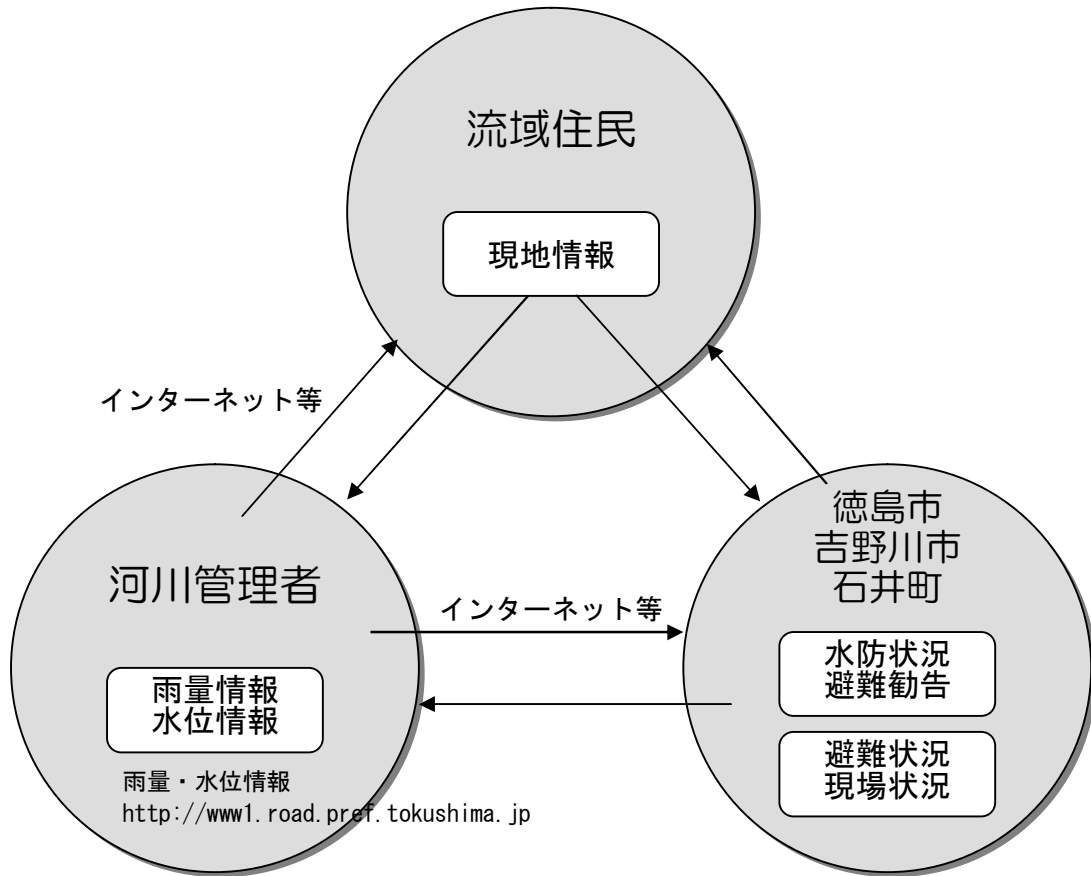 流域住民
現地情報
インターネット等
徳島市
吉野川市
石井町
河川管理者
インターネット等
水防状況
避難勧告
雨量情報
水位情報
避難状況
現場状況
雨量・水位情報
http://www1.road.pref.tokushima.jp